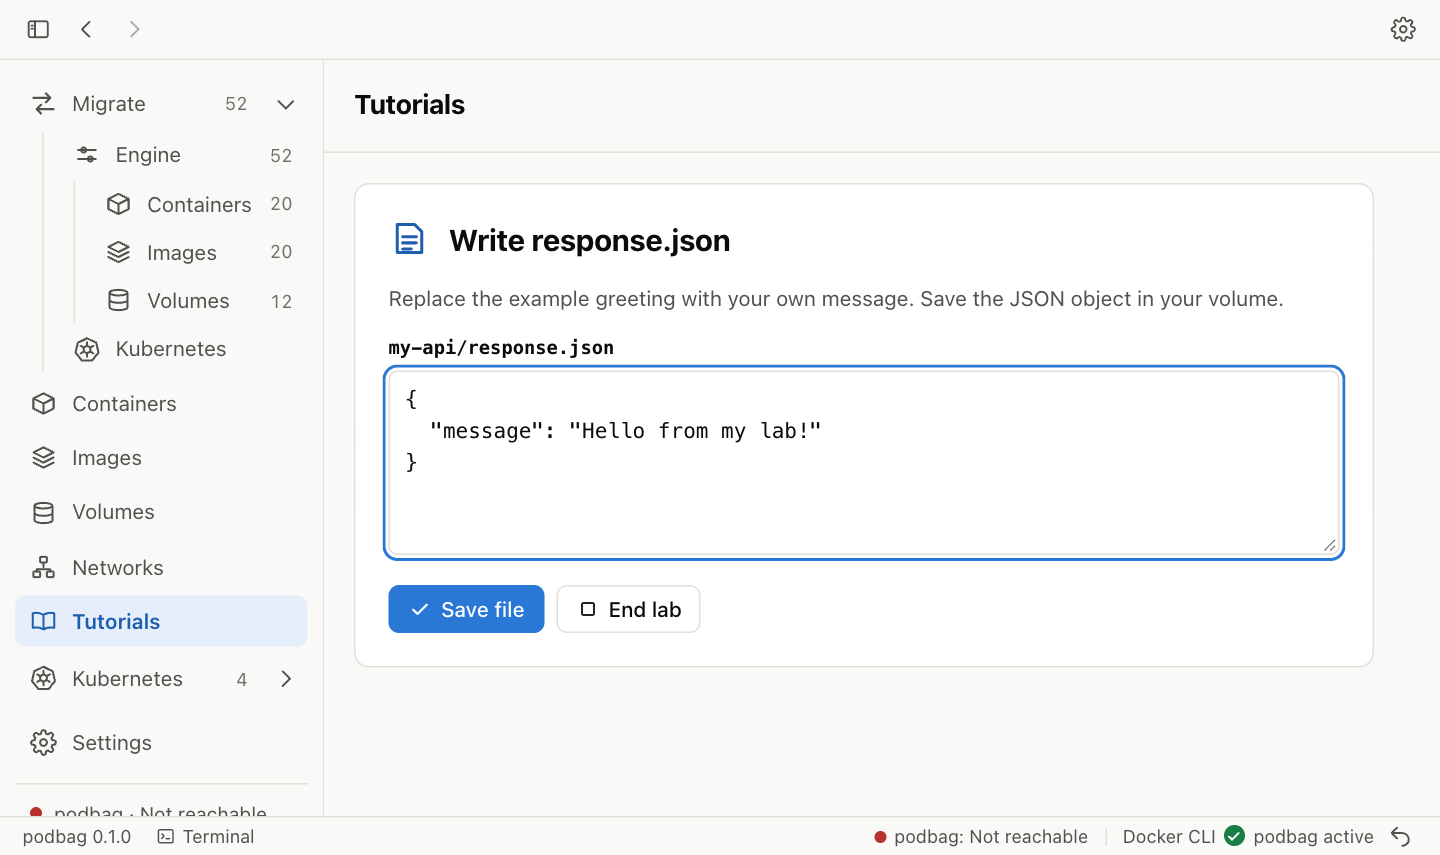 Migrate 52
Engine 52
Containers 20
Images 20
Volumes 12
Kubernetes
Containers
Images
Volumes
Networks
Tutorials
Kubernetes 4
Settings
podbag · Not reachable
Tutorials
Write response.json
Replace the example greeting with your own message. Save the JSON object in your volume.
my-api/response.json
{
  "message": "Hello from my lab!"
}
Save file End lab
podbag 0.1.0 Terminal podbag: Not reachable Docker CLI podbag active